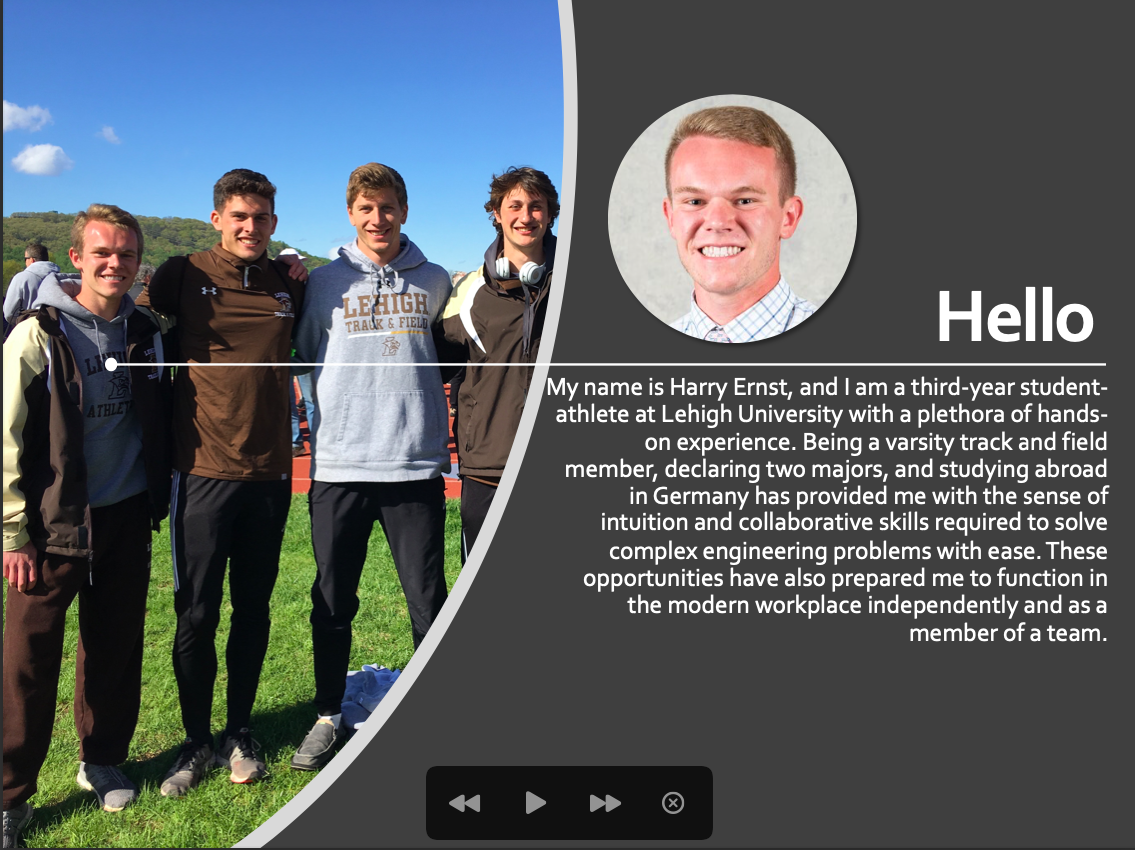 Hello
My name is Harry Ernst, and I am a third-year student-
athlete at Lehigh University with a plethora of hands-
on experience. Being a varsity track and field
member, declaring two majors, and studying abroad
in Germany has provided me with the sense of
intuition and collaborative skills required to solve
complex engineering problems with ease. These
opportunities have also prepared me to function in
the modern workplace independently and as a
member of a team.
LEHIGH
TRACK & FIELD